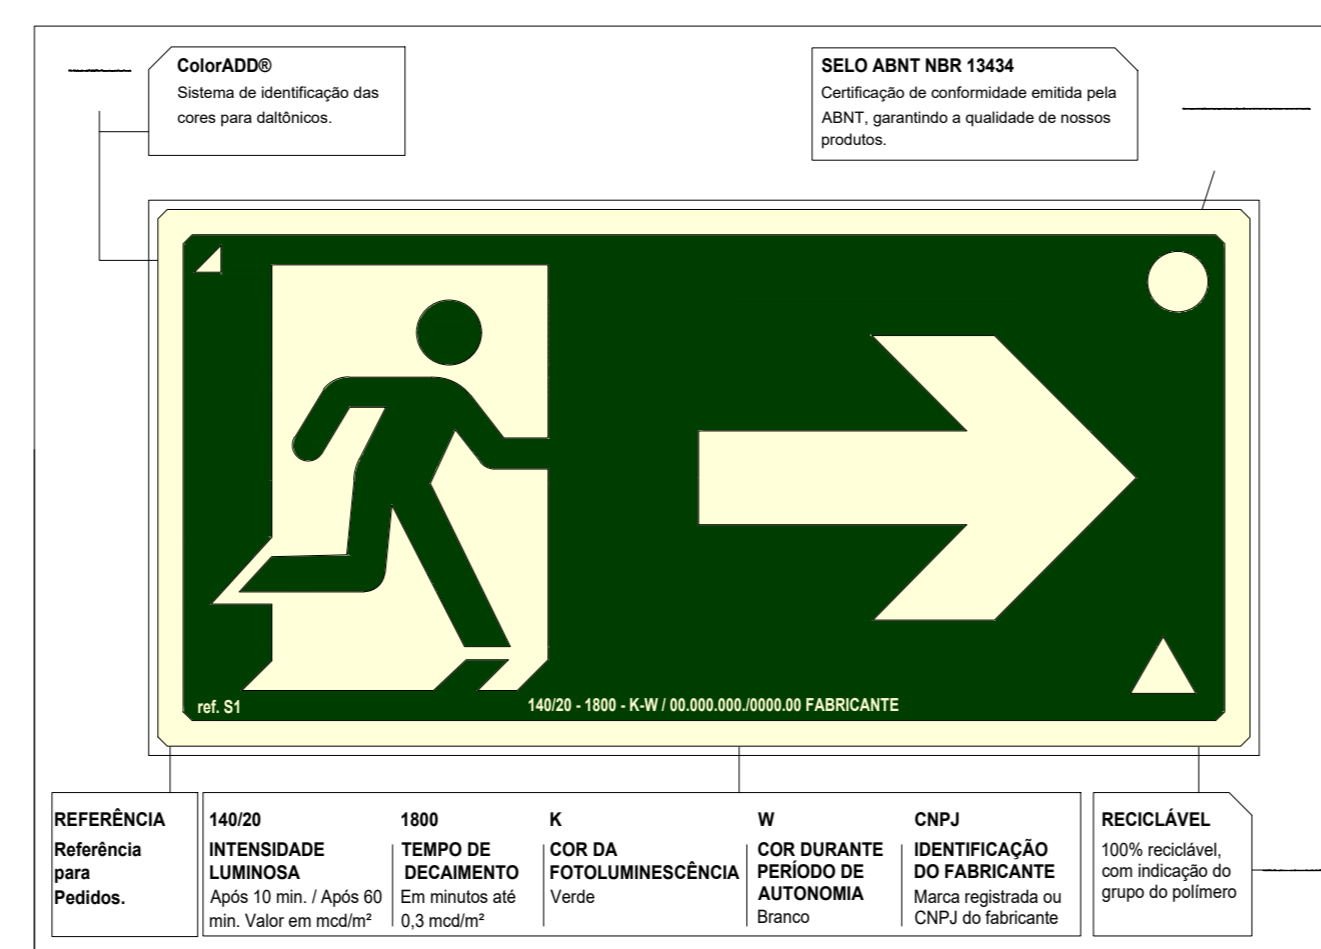 ColorADD®
Sistema de identificação das
cores para daltônicos.
SELO ABNT NBR 13434
Certificação de conformidade emitida pela
ABNT, garantindo a qualidade de nossos
produtos.
ref. S1
140/20 - 1800 - K-W / 00.000.000./0000.00 FABRICANTE
REFERÊNCIA
Referência
para
Pedidos.
140/20
INTENSIDADE
LUMINOSA
Após 10 min. / Após 60
min. Valor em mcd/m²
1800
TEMPO DE
DECAIMENTO
Em minutos até
0,3 mcd/m²
K
COR DA
FOTOLUMINESCÊNCIA
Verde
W
COR DURANTE
PERÍODO DE
AUTONOMIA
Branco
CNPJ
IDENTIFICAÇÃO
DO FABRICANTE
Marca registrada ou
CNPJ do fabricante
RECICLÁVEL
100% reciclável,
com indicação do
grupo do polímero